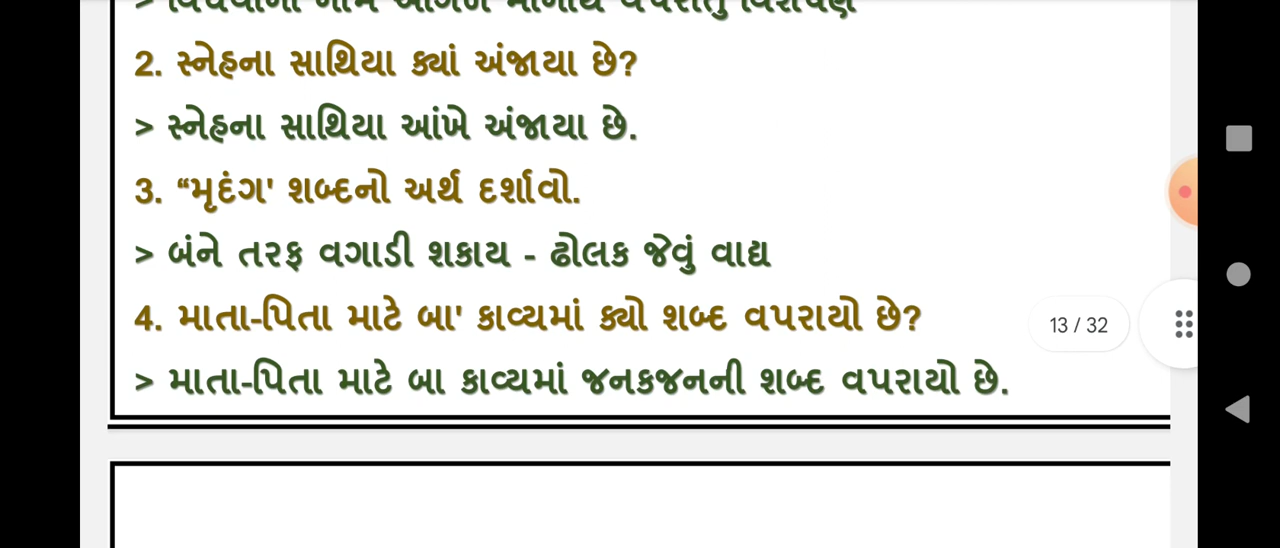 2. સ્નેહના સાથિયા ક્યાં અંજાયા છે?
> સ્નેહના સાથિયા આંખે અંજાયા છે.
3. “મૃદંગ' શબ્દનો અર્થ દર્શાવો.
> બંને તરફ વગાડી શકાય - ઢોલક જેવું વાદ્ય
4. માતા-પિતા માટે બા' કાવ્યમાં ક્યો શબ્દ વપરાયો છે?
13 / 32
> માતા-પિતા માટે બા કાવ્યમાં જનકજનની શબ્દ વપરાયો છે.